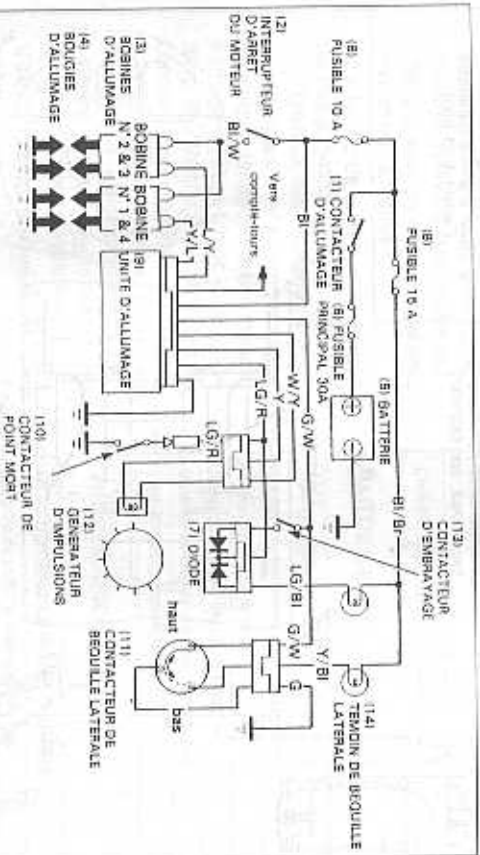 (8)
FUSIBLE 15 A
(8)
FUSIBLE 10 A
(1) CONTACTEUR
D'ALLUMAGE
(6) FUSIBLE
PRINCIPAL 30A
(5) BATTERIE
Bl/Br
(13)
CONTACTEUR
D'EMBRAYAGE
(14)
TEMOIN DE BEQUILLE
LATERALE
(2)
INTERRUPTEUR
D'ARRET
DU MOTEUR
Bl/W
Bl
Vers
compte-tours
G/W
W/Y
Y
LG/R
LG/R
LG/Bl
G/W
Y/Bl
G
L/Y
Y/L
(3)
BOBINES
D'ALLUMAGE
BOBINE
N° 2 & 3
BOBINE
N° 1 & 4
(4)
BOUGIES
D'ALLUMAGE
(9)
UNITE D'ALLUMAGE
(7) DIODE
haut
bas
(10)
CONTACTEUR DE
POINT MORT
(12)
GENERATEUR
D'IMPULSIONS
(11)
CONTACTEUR DE
BEQUILLE LATERALE